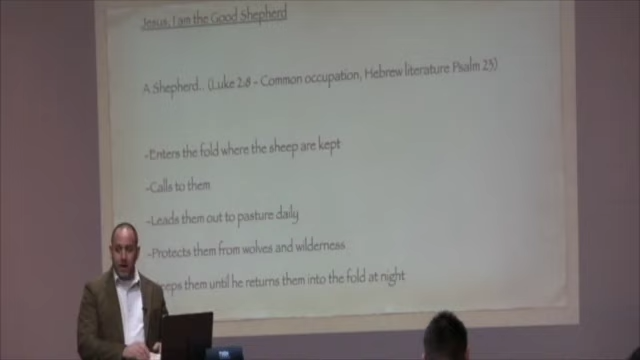 Jesus, I am the Good Shepherd
A Shepherd.. (Luke 2:8 - Common occupation, Hebrew literature Psalm 23)
-Enters the fold where the sheep are kept
-Calls to them
-Leads them out to pasture daily
-Protects them from wolves and wilderness
until he returns them into the fold at night